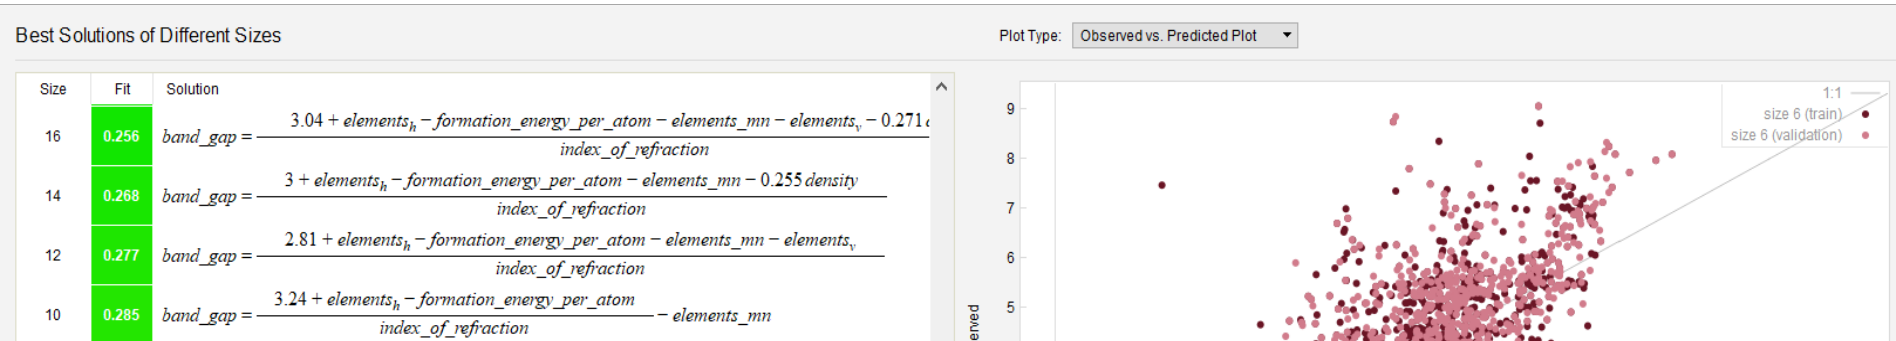 Best Solutions of Different Sizes
Plot Type: Observed vs. Predicted Plot
Size Fit Solution
16 0.256 band_gap = (3.04 + elements_h − formation_energy_per_atom − elements_mn − elements_v − 0.271 / index_of_refraction
14 0.268 band_gap = (3 + elements_h − formation_energy_per_atom − elements_mn − 0.255 density) / index_of_refraction
12 0.277 band_gap = (2.81 + elements_h − formation_energy_per_atom − elements_mn − elements_v) / index_of_refraction
10 0.285 band_gap = (3.24 + elements_h − formation_energy_per_atom) / index_of_refraction − elements_mn
1:1
size 6 (train)
size 6 (validation)
9
8
7
6
5
erved